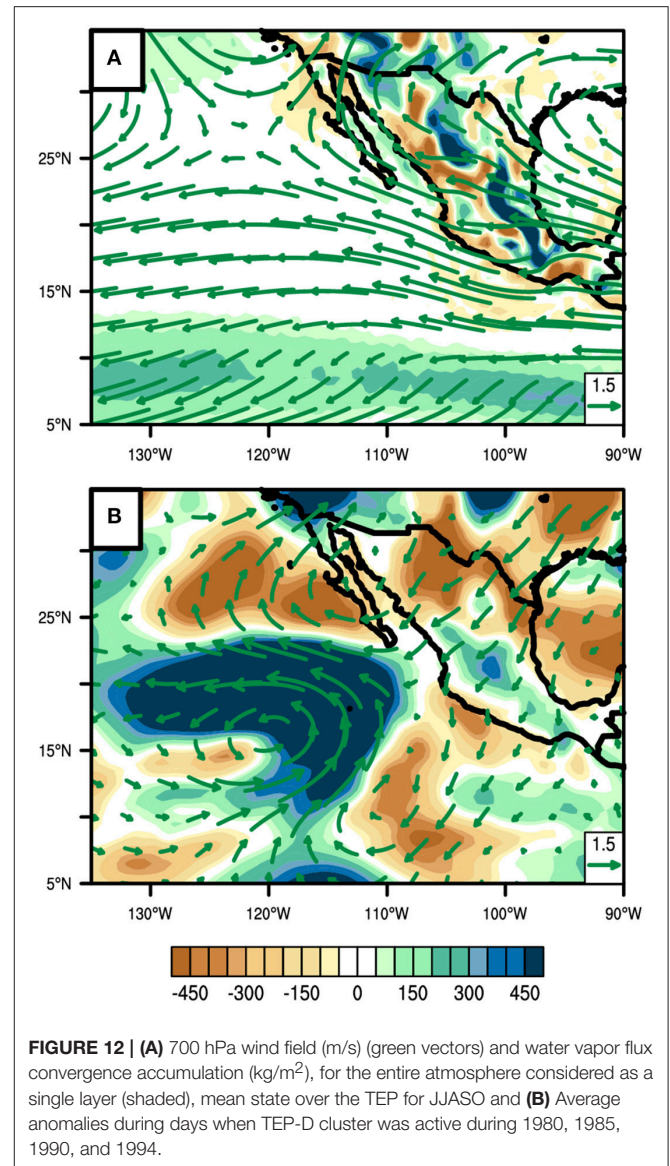 A
25°N
15°N
5°N
1.5
130°W 120°W 110°W 100°W 90°W
B
25°N
15°N
5°N
1.5
130°W 120°W 110°W 100°W 90°W
-450 -300 -150 0 150 300 450
FIGURE 12 | (A) 700 hPa wind field (m/s) (green vectors) and water vapor flux
convergence accumulation (kg/m²), for the entire atmosphere considered as a
single layer (shaded), mean state over the TEP for JJASO and (B) Average
anomalies during days when TEP-D cluster was active during 1980, 1985,
1990, and 1994.